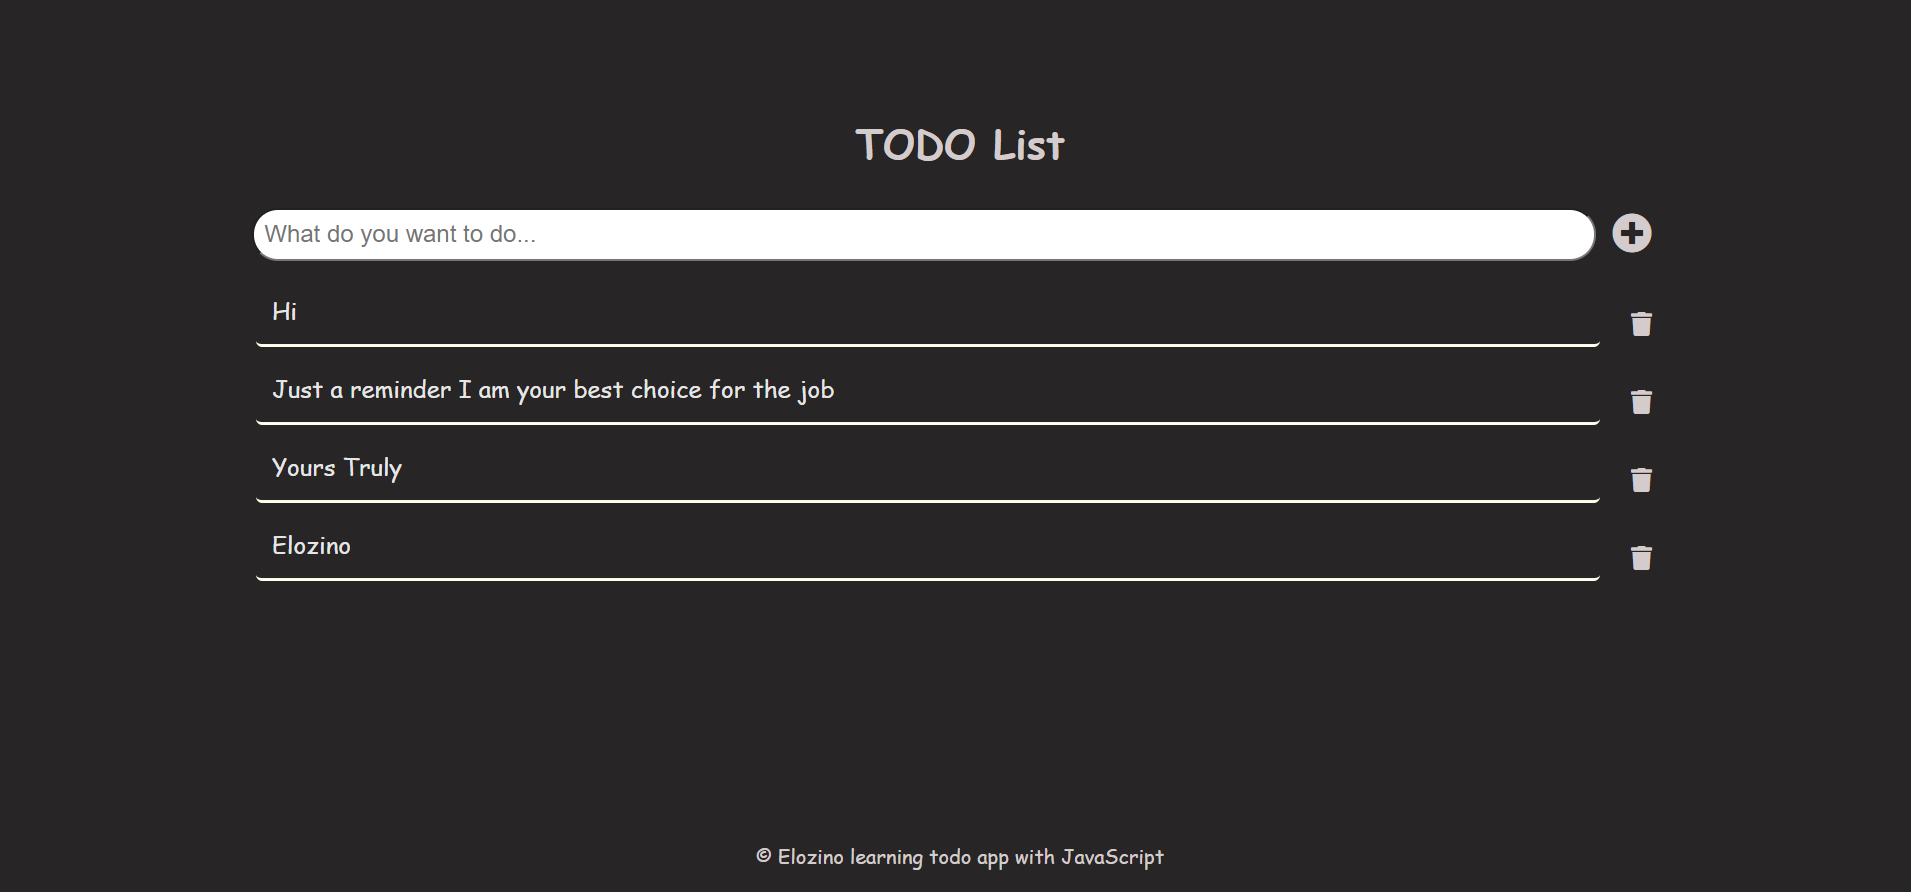 TODO List
What do you want to do...
Hi
Just a reminder I am your best choice for the job
Yours Truly
Elozino
© Elozino learning todo app with JavaScript